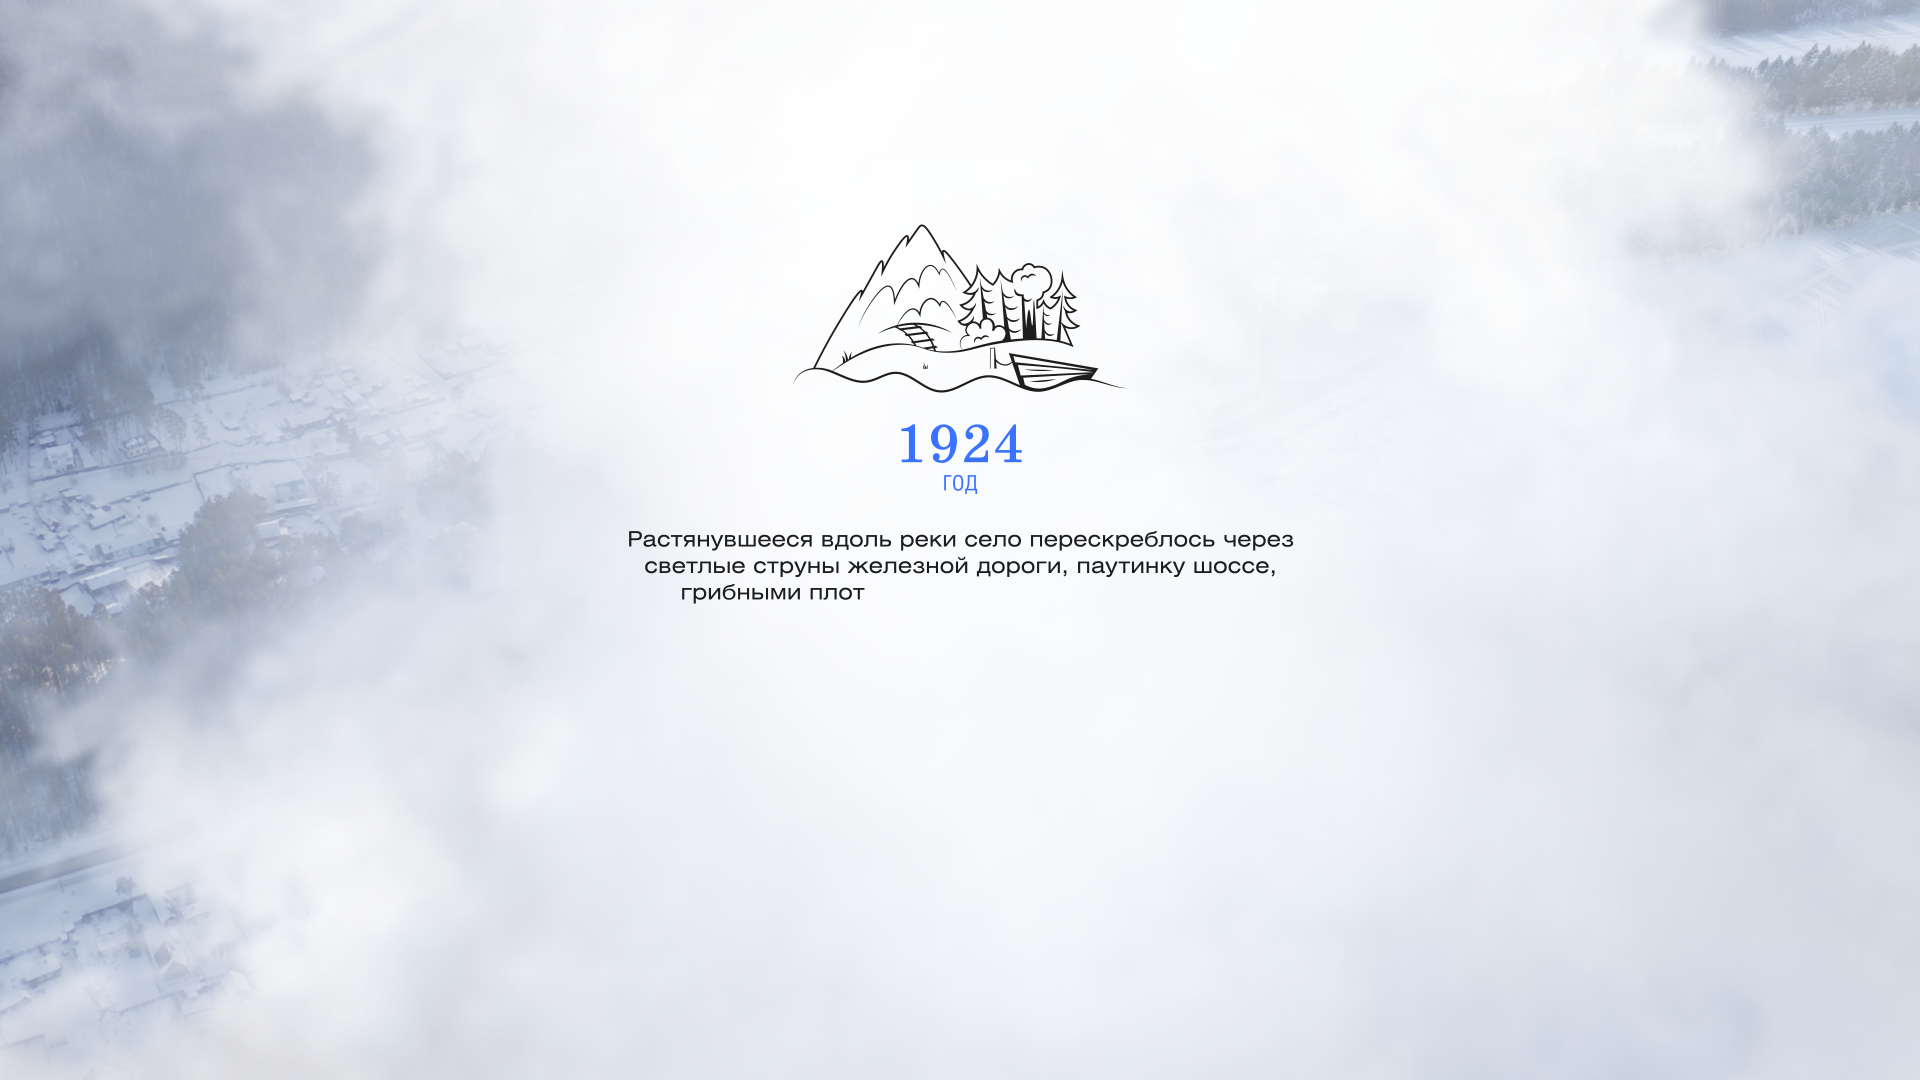 1924
ГОД
Растянувшееся вдоль реки село перескреблось через
светлые струны железной дороги, паутинку шоссе,
грибными плот